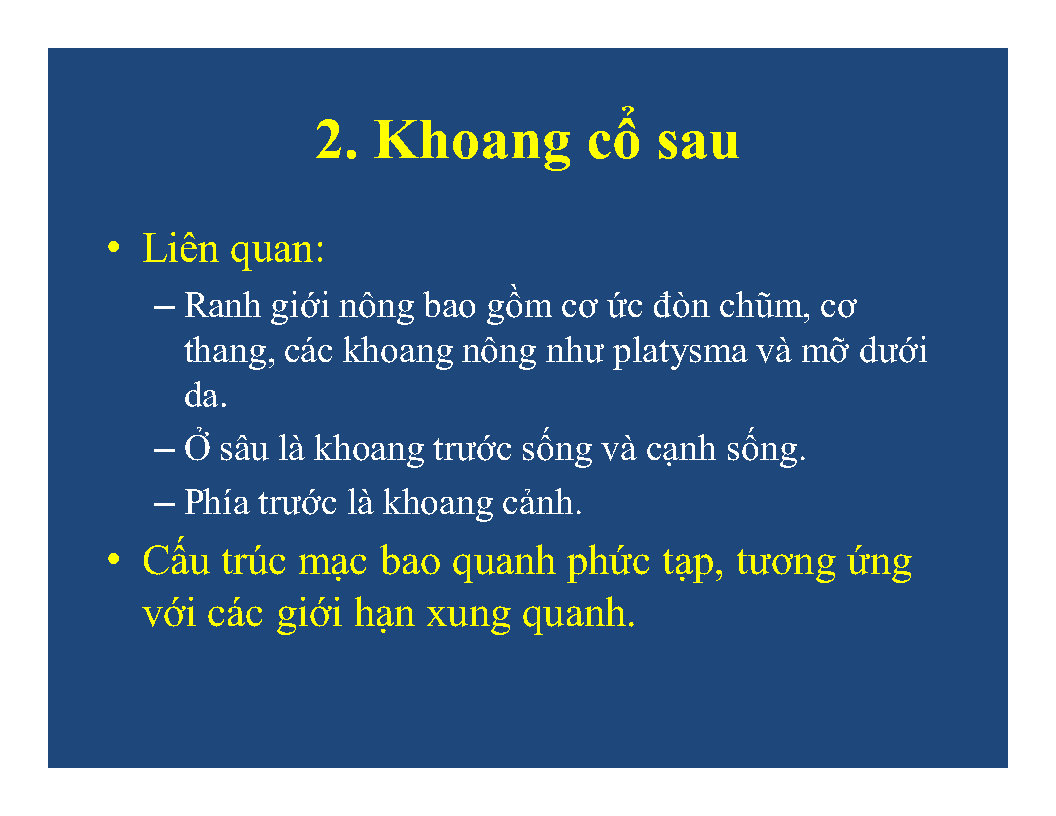 2. Khoang cổ sau
• Liên quan:
– Ranh giới nông bao gồm cơ ức đòn chũm, cơ
thang, các khoang nông như platysma và mỡ dưới
da.
– Ở sâu là khoang trước sống và cạnh sống.
– Phía trước là khoang cảnh.
• Cấu trúc mạc bao quanh phức tạp, tương ứng
với các giới hạn xung quanh.